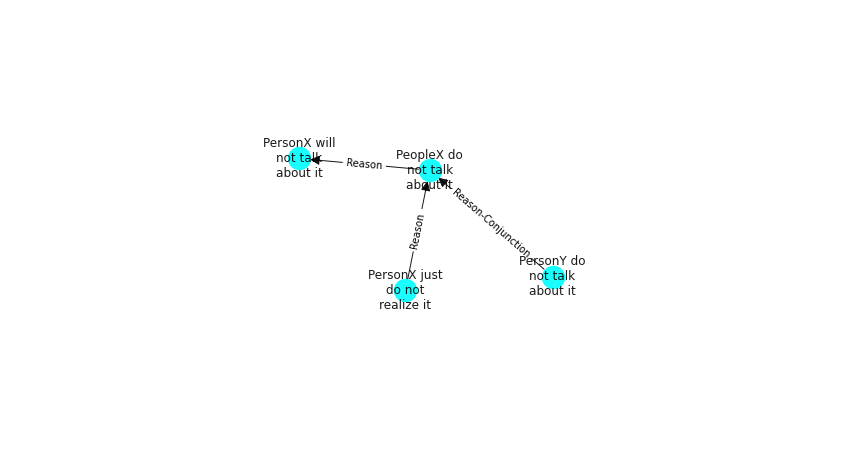 PersonX will
not talk
about it
Reason
PeopleX do
not talk
about it
Reason
Reason-Conjunction
PersonX just
do not
realize it
PersonY do
not talk
about it